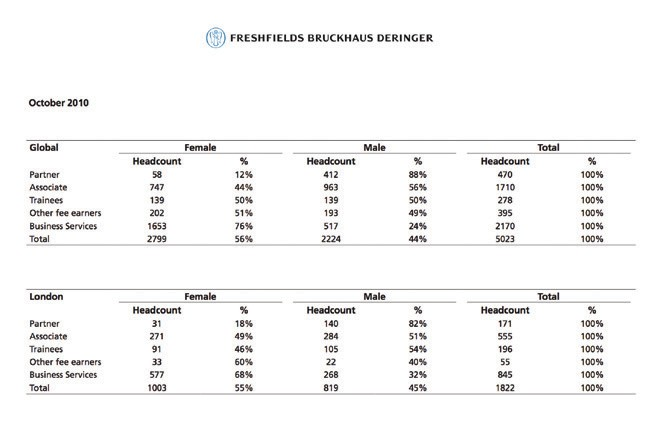 FRESHFIELDS BRUCKHAUS DERINGER
October 2010
Global Female Male Total
Headcount % Headcount % Headcount %
Partner 58 12% 412 88% 470 100%
Associate 747 44% 963 56% 1710 100%
Trainees 139 50% 139 50% 278 100%
Other fee earners 202 51% 193 49% 395 100%
Business Services 1653 76% 517 24% 2170 100%
Total 2799 56% 2224 44% 5023 100%
London Female Male Total
Headcount % Headcount % Headcount %
Partner 31 18% 140 82% 171 100%
Associate 271 49% 284 51% 555 100%
Trainees 91 46% 105 54% 196 100%
Other fee earners 33 60% 22 40% 55 100%
Business Services 577 68% 268 32% 845 100%
Total 1003 55% 819 45% 1822 100%